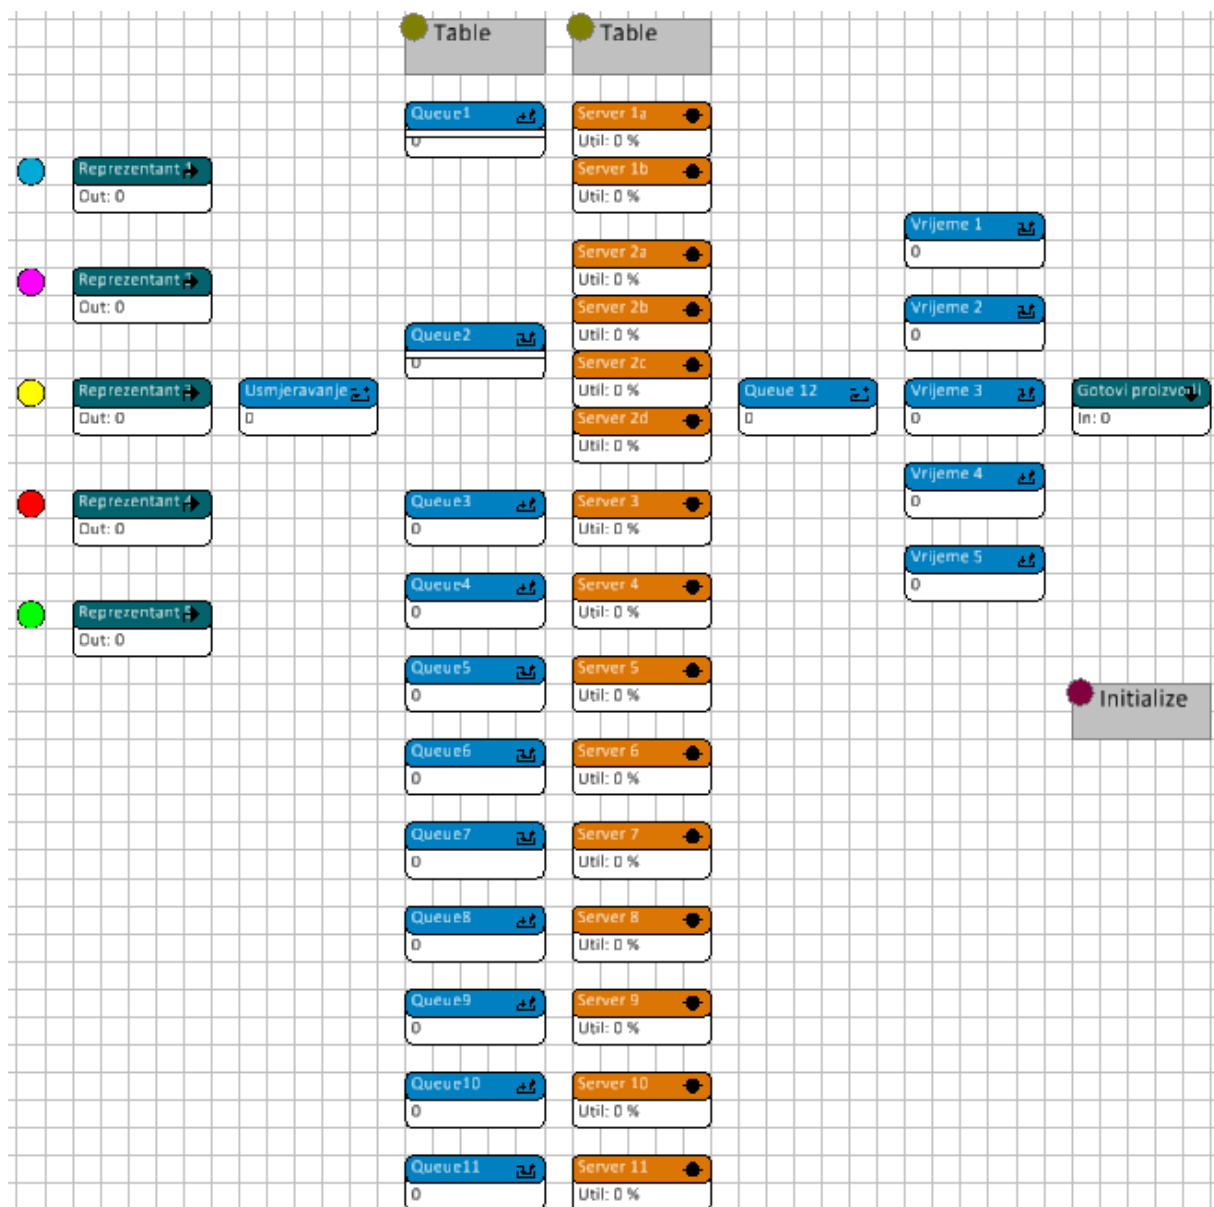 Table
Table
Queue1
0
Server 1a
Util: 0 %
Server 1b
Util: 0 %
Reprezentant 1
Out: 0
Vrijeme 1
0
Server 2a
Util: 0 %
Reprezentant
Out: 0
Server 2b
Util: 0 %
Vrijeme 2
0
Queue2
0
Server 2c
Util: 0 %
Reprezentant
Out: 0
Usmjeravanje
0
Server 2d
Util: 0 %
Queue 12
0
Vrijeme 3
0
Gotovi proizvodi
In: 0
Vrijeme 4
0
Reprezentant
Out: 0
Queue3
0
Server 3
Util: 0 %
Vrijeme 5
0
Queue4
0
Server 4
Util: 0 %
Reprezentant
Out: 0
Queue5
0
Server 5
Util: 0 %
Initialize
Queue6
0
Server 6
Util: 0 %
Queue7
0
Server 7
Util: 0 %
Queue8
0
Server 8
Util: 0 %
Queue9
0
Server 9
Util: 0 %
Queue10
0
Server 10
Util: 0 %
Queue11
0
Server 11
Util: 0 %